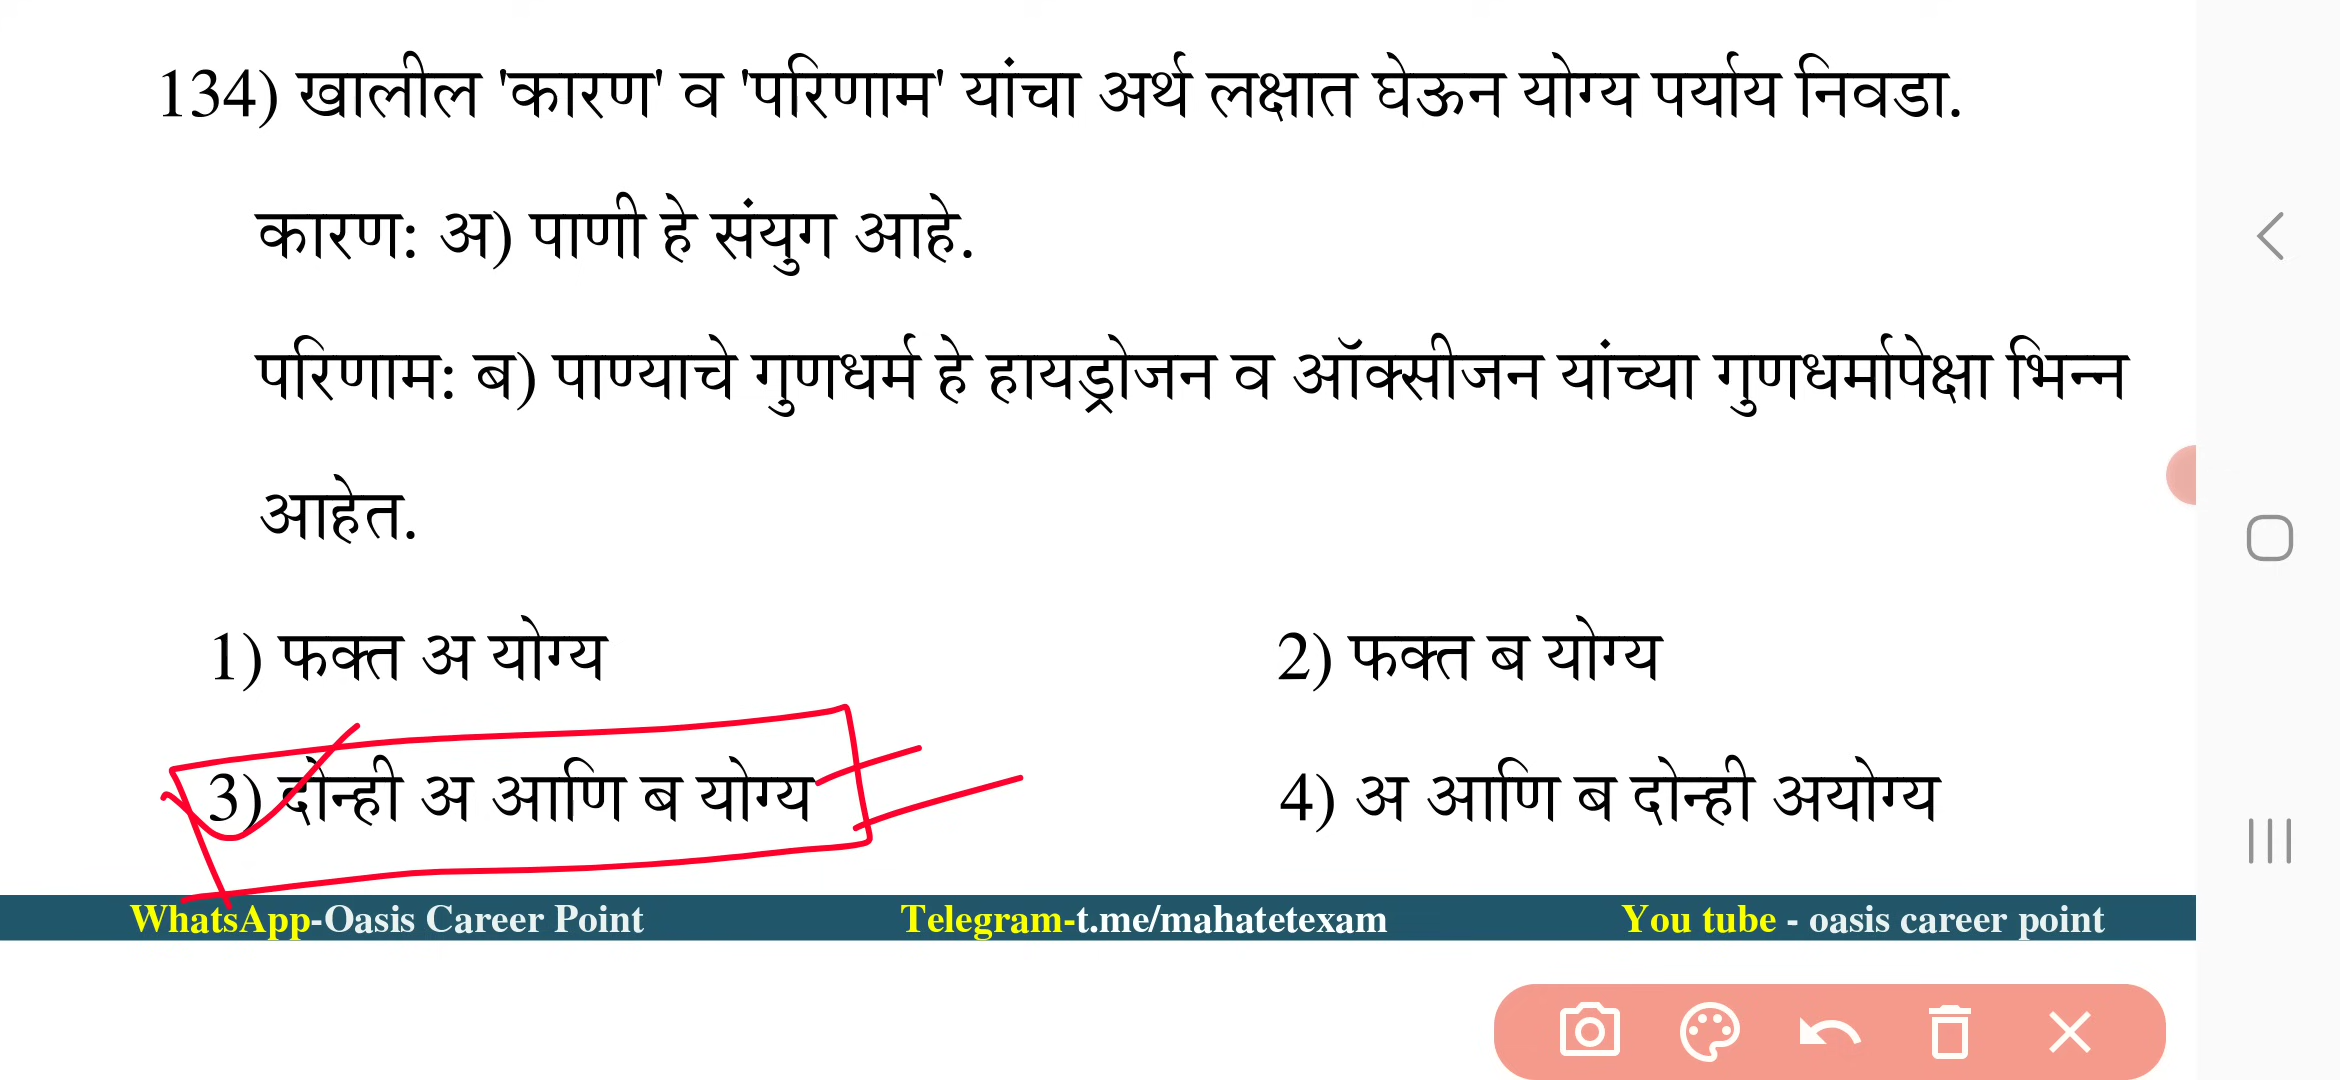 134) खालील 'कारण' व 'परिणाम' यांचा अर्थ लक्षात घेऊन योग्य पर्याय निवडा.
कारण: अ) पाणी हे संयुग आहे.
परिणाम: ब) पाण्याचे गुणधर्म हे हायड्रोजन व ऑक्सीजन यांच्या गुणधर्मापेक्षा भिन्न
आहेत.
1) फक्त अ योग्य 2) फक्त ब योग्य
3) दोन्ही अ आणि ब योग्य 4) अ आणि ब दोन्ही अयोग्य
WhatsApp-Oasis Career Point Telegram-t.me/mahatetexam You tube - oasis career point